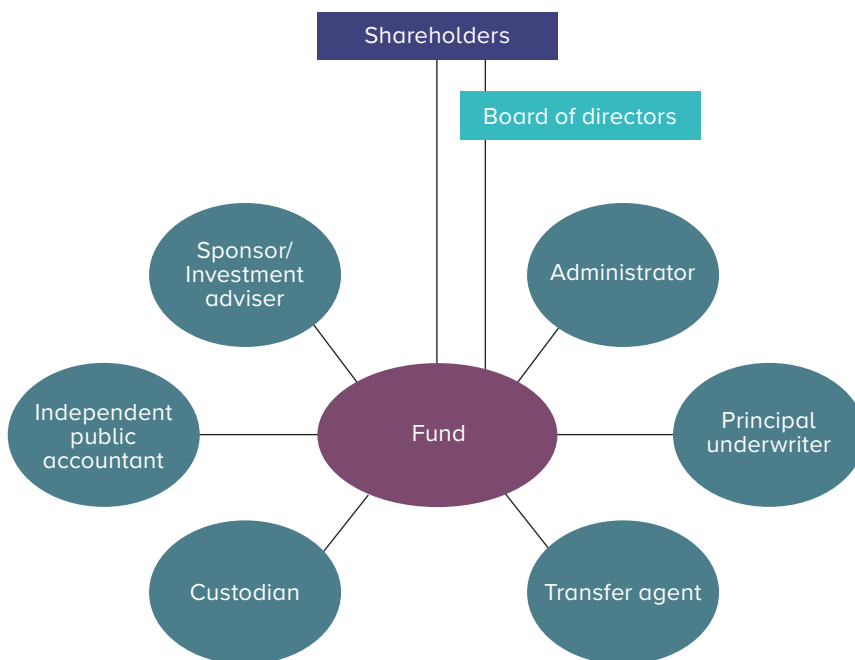 Shareholders
Board of directors
Sponsor/
Investment
adviser
Administrator
Independent
public
accountant
Fund
Principal
underwriter
Custodian
Transfer agent